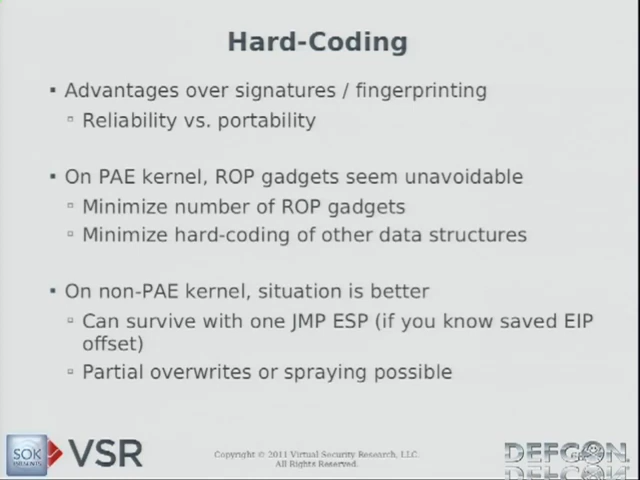 Hard-Coding
▪ Advantages over signatures / fingerprinting
▫ Reliability vs. portability
▪ On PAE kernel, ROP gadgets seem unavoidable
▫ Minimize number of ROP gadgets
▫ Minimize hard-coding of other data structures
▪ On non-PAE kernel, situation is better
▫ Can survive with one JMP ESP (if you know saved EIP
offset)
▫ Partial overwrites or spraying possible
SOK
PRESENTS
VSR
Copyright © 2011 Virtual Security Research, LLC.
All Rights Reserved.
DEFCON